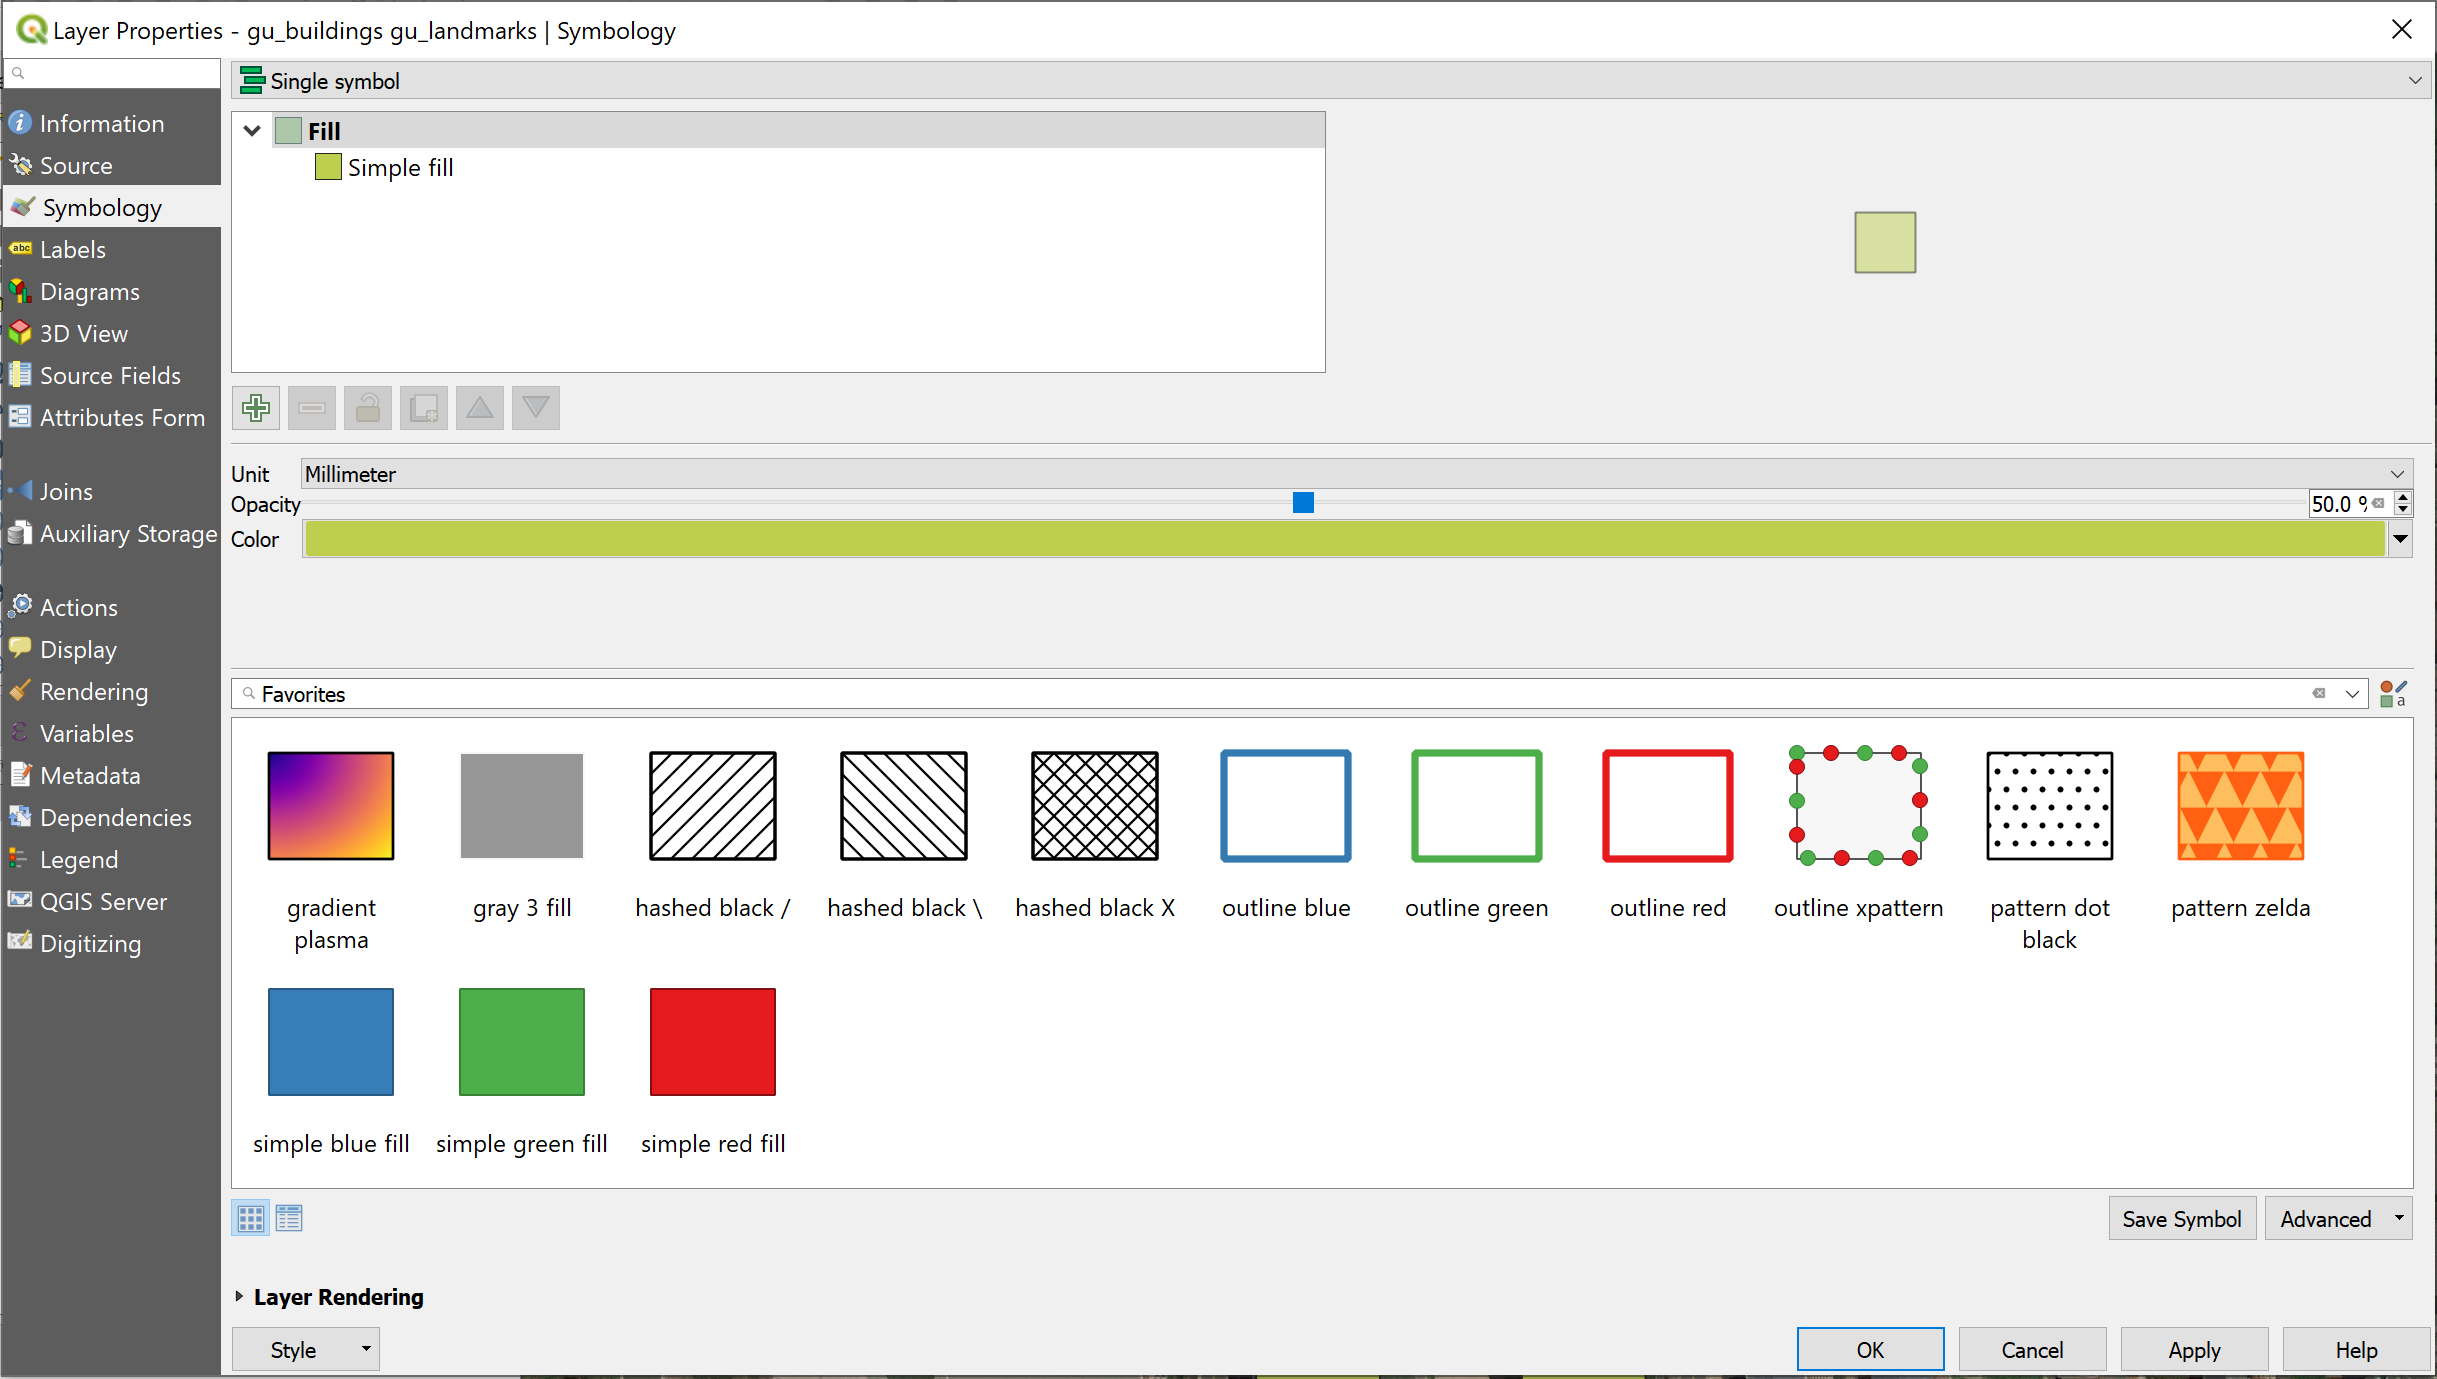 Layer Properties - gu_buildings gu_landmarks | Symbology
Single symbol
Information
Fill
Source
Simple fill
Symbology
abc Labels
Diagrams
3D View
Source Fields
Attributes Form
Unit Millimeter
Joins
Opacity 50.0 %
Auxiliary Storage
Color
Actions
Display
Rendering
Favorites
a
Variables
Metadata
Dependencies
Legend
QGIS Server
Digitizing
gradient plasma
gray 3 fill
hashed black /
hashed black \
hashed black X
outline blue
outline green
outline red
outline xpattern
pattern dot black
pattern zelda
simple blue fill
simple green fill
simple red fill
Save Symbol
Advanced
Layer Rendering
Style
OK
Cancel
Apply
Help